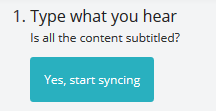 1. Type what you hear
Is all the content subtitled?
Yes, start syncing